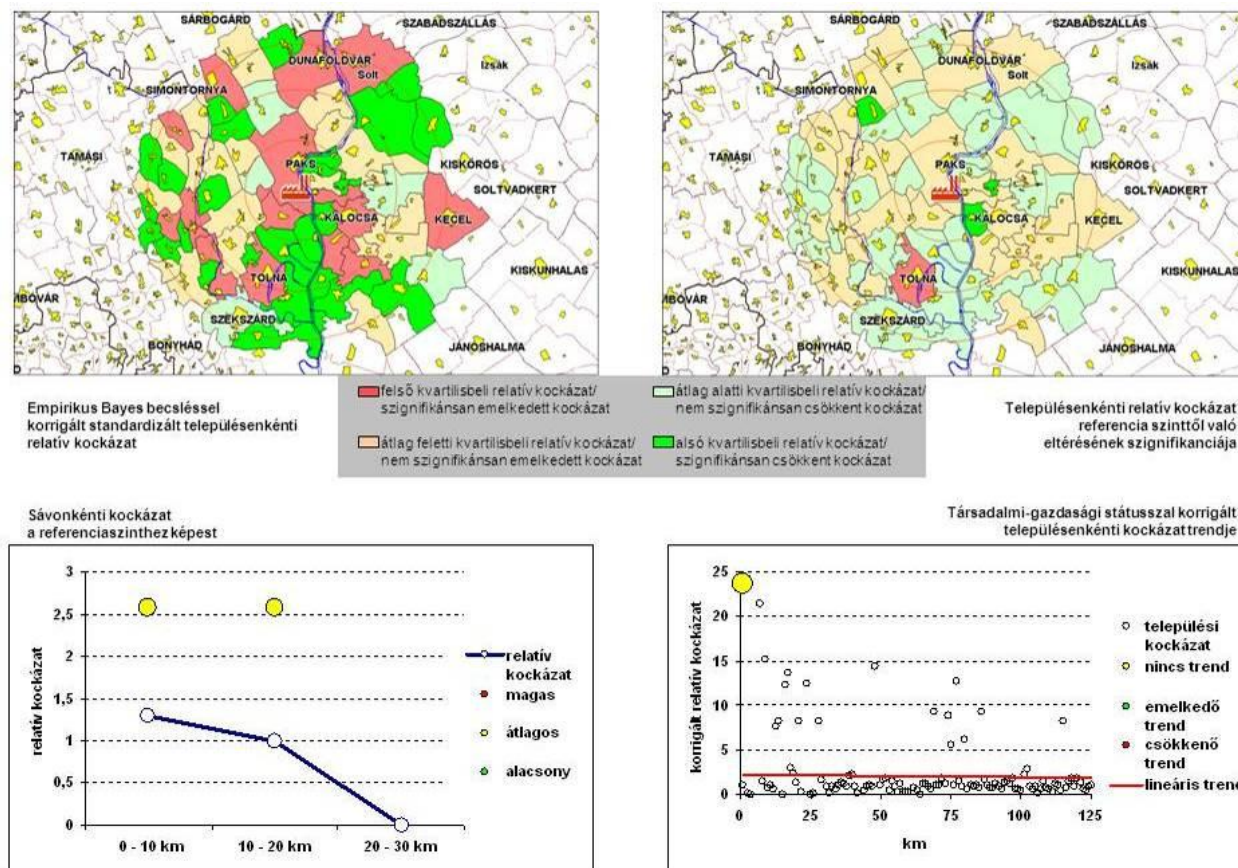 SÁRBOGÁRD
SZABADSZÁLLÁS
DUNAFÖLDVÁR
Solt
Izsák
SIMONTORNYA
TAMÁSI
PAKS
KISKŐRÖS
SOLTVADKERT
KALOCSA
KECEL
TOLNA
KISKUNHALAS
MBÓVÁR
SZEKSZÁRD
BONYHÁD
JÁNOSHALMA
SÁRBOGÁRD
SZABADSZÁLLÁS
DUNAFÖLDVÁR
Solt
Izsák
SIMONTORNYA
TAMÁSI
PAKS
KISKŐRÖS
SOLTVADKERT
KALOCSA
KECEL
TOLNA
KISKUNHALAS
MBÓVÁR
SZEKSZÁRD
BONYHÁD
JÁNOSHALMA
Empirikus Bayes becsléssel
korrigált standardizált településenkénti
relatív kockázat
felső kvartilisbeli relatív kockázat/
szignifikánsan emelkedett kockázat
átlag feletti kvartilisbeli relatív kockázat/
nem szignifikánsan emelkedett kockázat
átlag alatti kvartilisbeli relatív kockázat/
nem szignifikánsan csökkent kockázat
alsó kvartilisbeli relatív kockázat/
szignifikánsan csökkent kockázat
Településenkénti relatív kockázat
referencia szinttől való
eltérésének szignifikanciája
Sávonkénti kockázat
a referenciaszinthez képest
relatív kockázat
3
2,5
2
1,5
1
0,5
0
0 - 10 km
10 - 20 km
20 - 30 km
relatív
kockázat
magas
átlagos
alacsony
Társadalmi-gazdasági státusszal korrigált
településenkénti kockázat trendje
korrigált relatív kockázat
25
20
15
10
5
0
0
25
50
75
100
125
km
települési
kockázat
nincs trend
emelkedő
trend
csökkenő
trend
lineáris trend